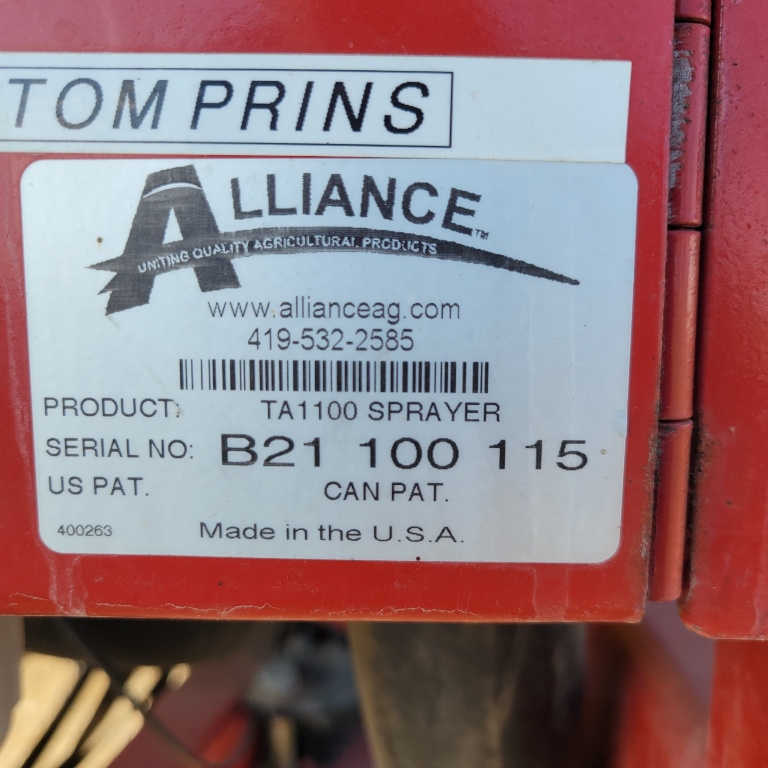 TOM PRINS
ALLIANCE™
UNITING QUALITY AGRICULTURAL PRODUCTS
www.allianceag.com
419-532-2585
PRODUCT: TA1100 SPRAYER
SERIAL NO: B21 100 115
US PAT. CAN PAT.
400263 Made in the U.S.A.